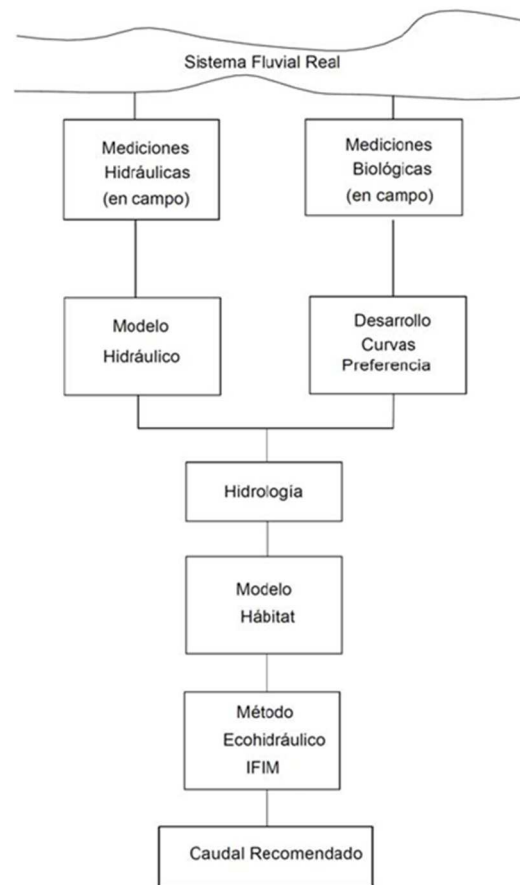 Sistema Fluvial Real
Mediciones
Hidráulicas
(en campo)
Mediciones
Biológicas
(en campo)
Modelo
Hidráulico
Desarrollo
Curvas
Preferencia
Hidrología
Modelo
Hábitat
Método
Ecohidráulico
IFIM
Caudal Recomendado